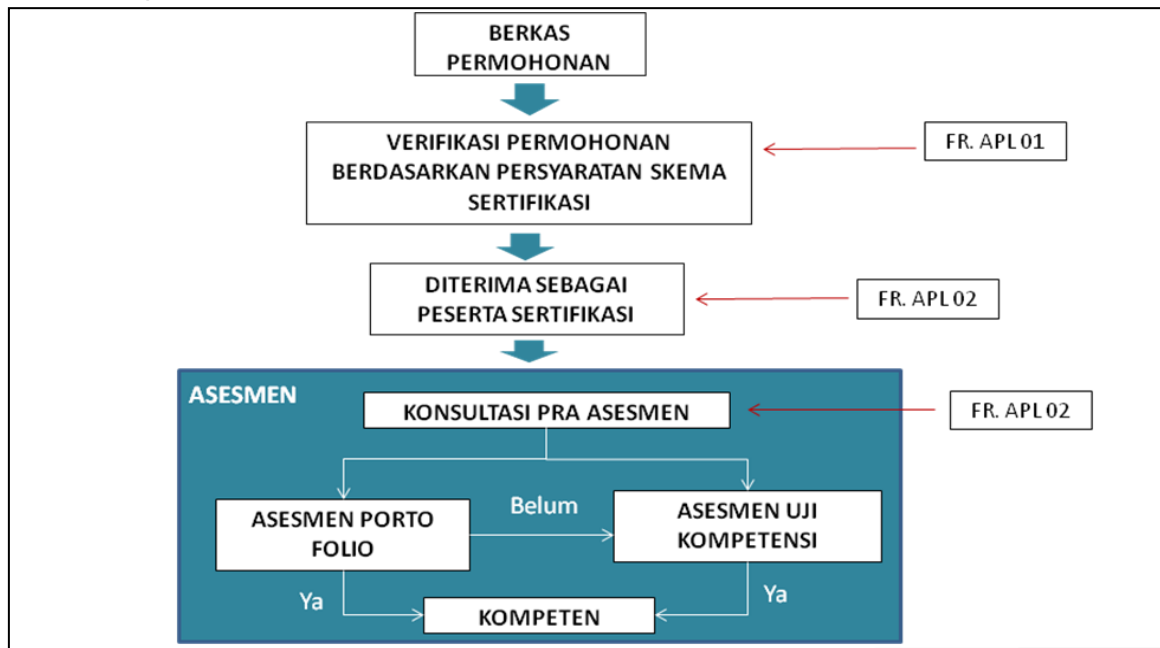 BERKAS
PERMOHONAN
VERIFIKASI PERMOHONAN
BERDASARKAN PERSYARATAN SKEMA
SERTIFIKASI
FR. APL 01
DITERIMA SEBAGAI
PESERTA SERTIFIKASI
FR. APL 02
ASESMEN
KONSULTASI PRA ASESMEN
FR. APL 02
ASESMEN PORTO
FOLIO
Belum
ASESMEN UJI
KOMPETENSI
Ya
Ya
KOMPETEN